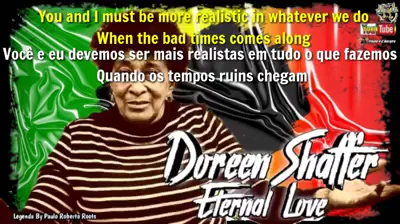 You and I must be more realistic in whatever we do
When the bad times comes along
Você e eu devemos ser mais realistas em tudo o que fazemos
Quando os tempos ruins chegam
Doreen Shaffer
Eternal Love
Legenda By Paulo Roberto Roots
Tube